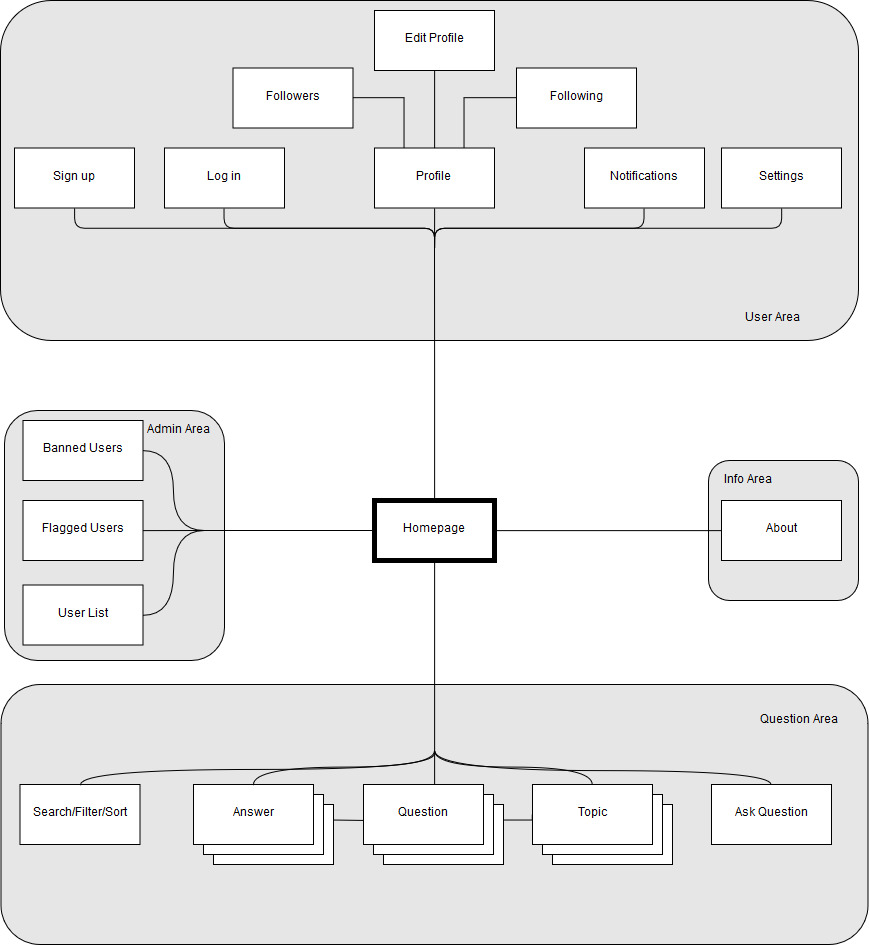 Edit Profile
Followers
Following
Sign up
Log in
Profile
Notifications
Settings
User Area
Admin Area
Banned Users
Flagged Users
User List
Homepage
Info Area
About
Question Area
Search/Filter/Sort
Answer
Question
Topic
Ask Question